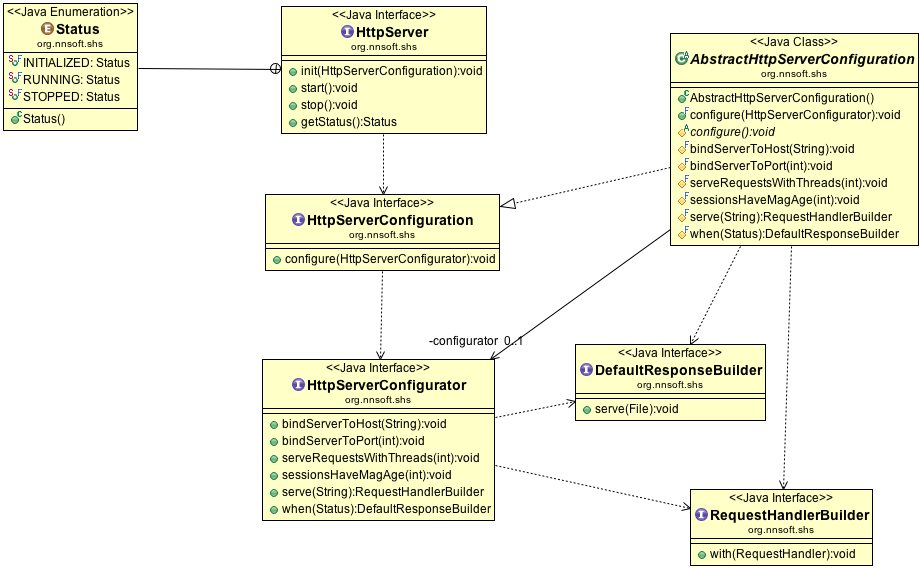 <<Java Enumeration>>
Status
org.nnsoft.shs
INITIALIZED: Status
RUNNING: Status
STOPPED: Status
Status()
<<Java Interface>>
HttpServer
org.nnsoft.shs
init(HttpServerConfiguration):void
start():void
stop():void
getStatus():Status
<<Java Class>>
AbstractHttpServerConfiguration
org.nnsoft.shs
AbstractHttpServerConfiguration()
configure(HttpServerConfigurator):void
configure():void
bindServerToHost(String):void
bindServerToPort(int):void
serveRequestsWithThreads(int):void
sessionsHaveMagAge(int):void
serve(String):RequestHandlerBuilder
when(Status):DefaultResponseBuilder
<<Java Interface>>
HttpServerConfiguration
org.nnsoft.shs
configure(HttpServerConfigurator):void
-configurator 0..1
<<Java Interface>>
HttpServerConfigurator
org.nnsoft.shs
bindServerToHost(String):void
bindServerToPort(int):void
serveRequestsWithThreads(int):void
sessionsHaveMagAge(int):void
serve(String):RequestHandlerBuilder
when(Status):DefaultResponseBuilder
<<Java Interface>>
DefaultResponseBuilder
org.nnsoft.shs
serve(File):void
<<Java Interface>>
RequestHandlerBuilder
org.nnsoft.shs
with(RequestHandler):void